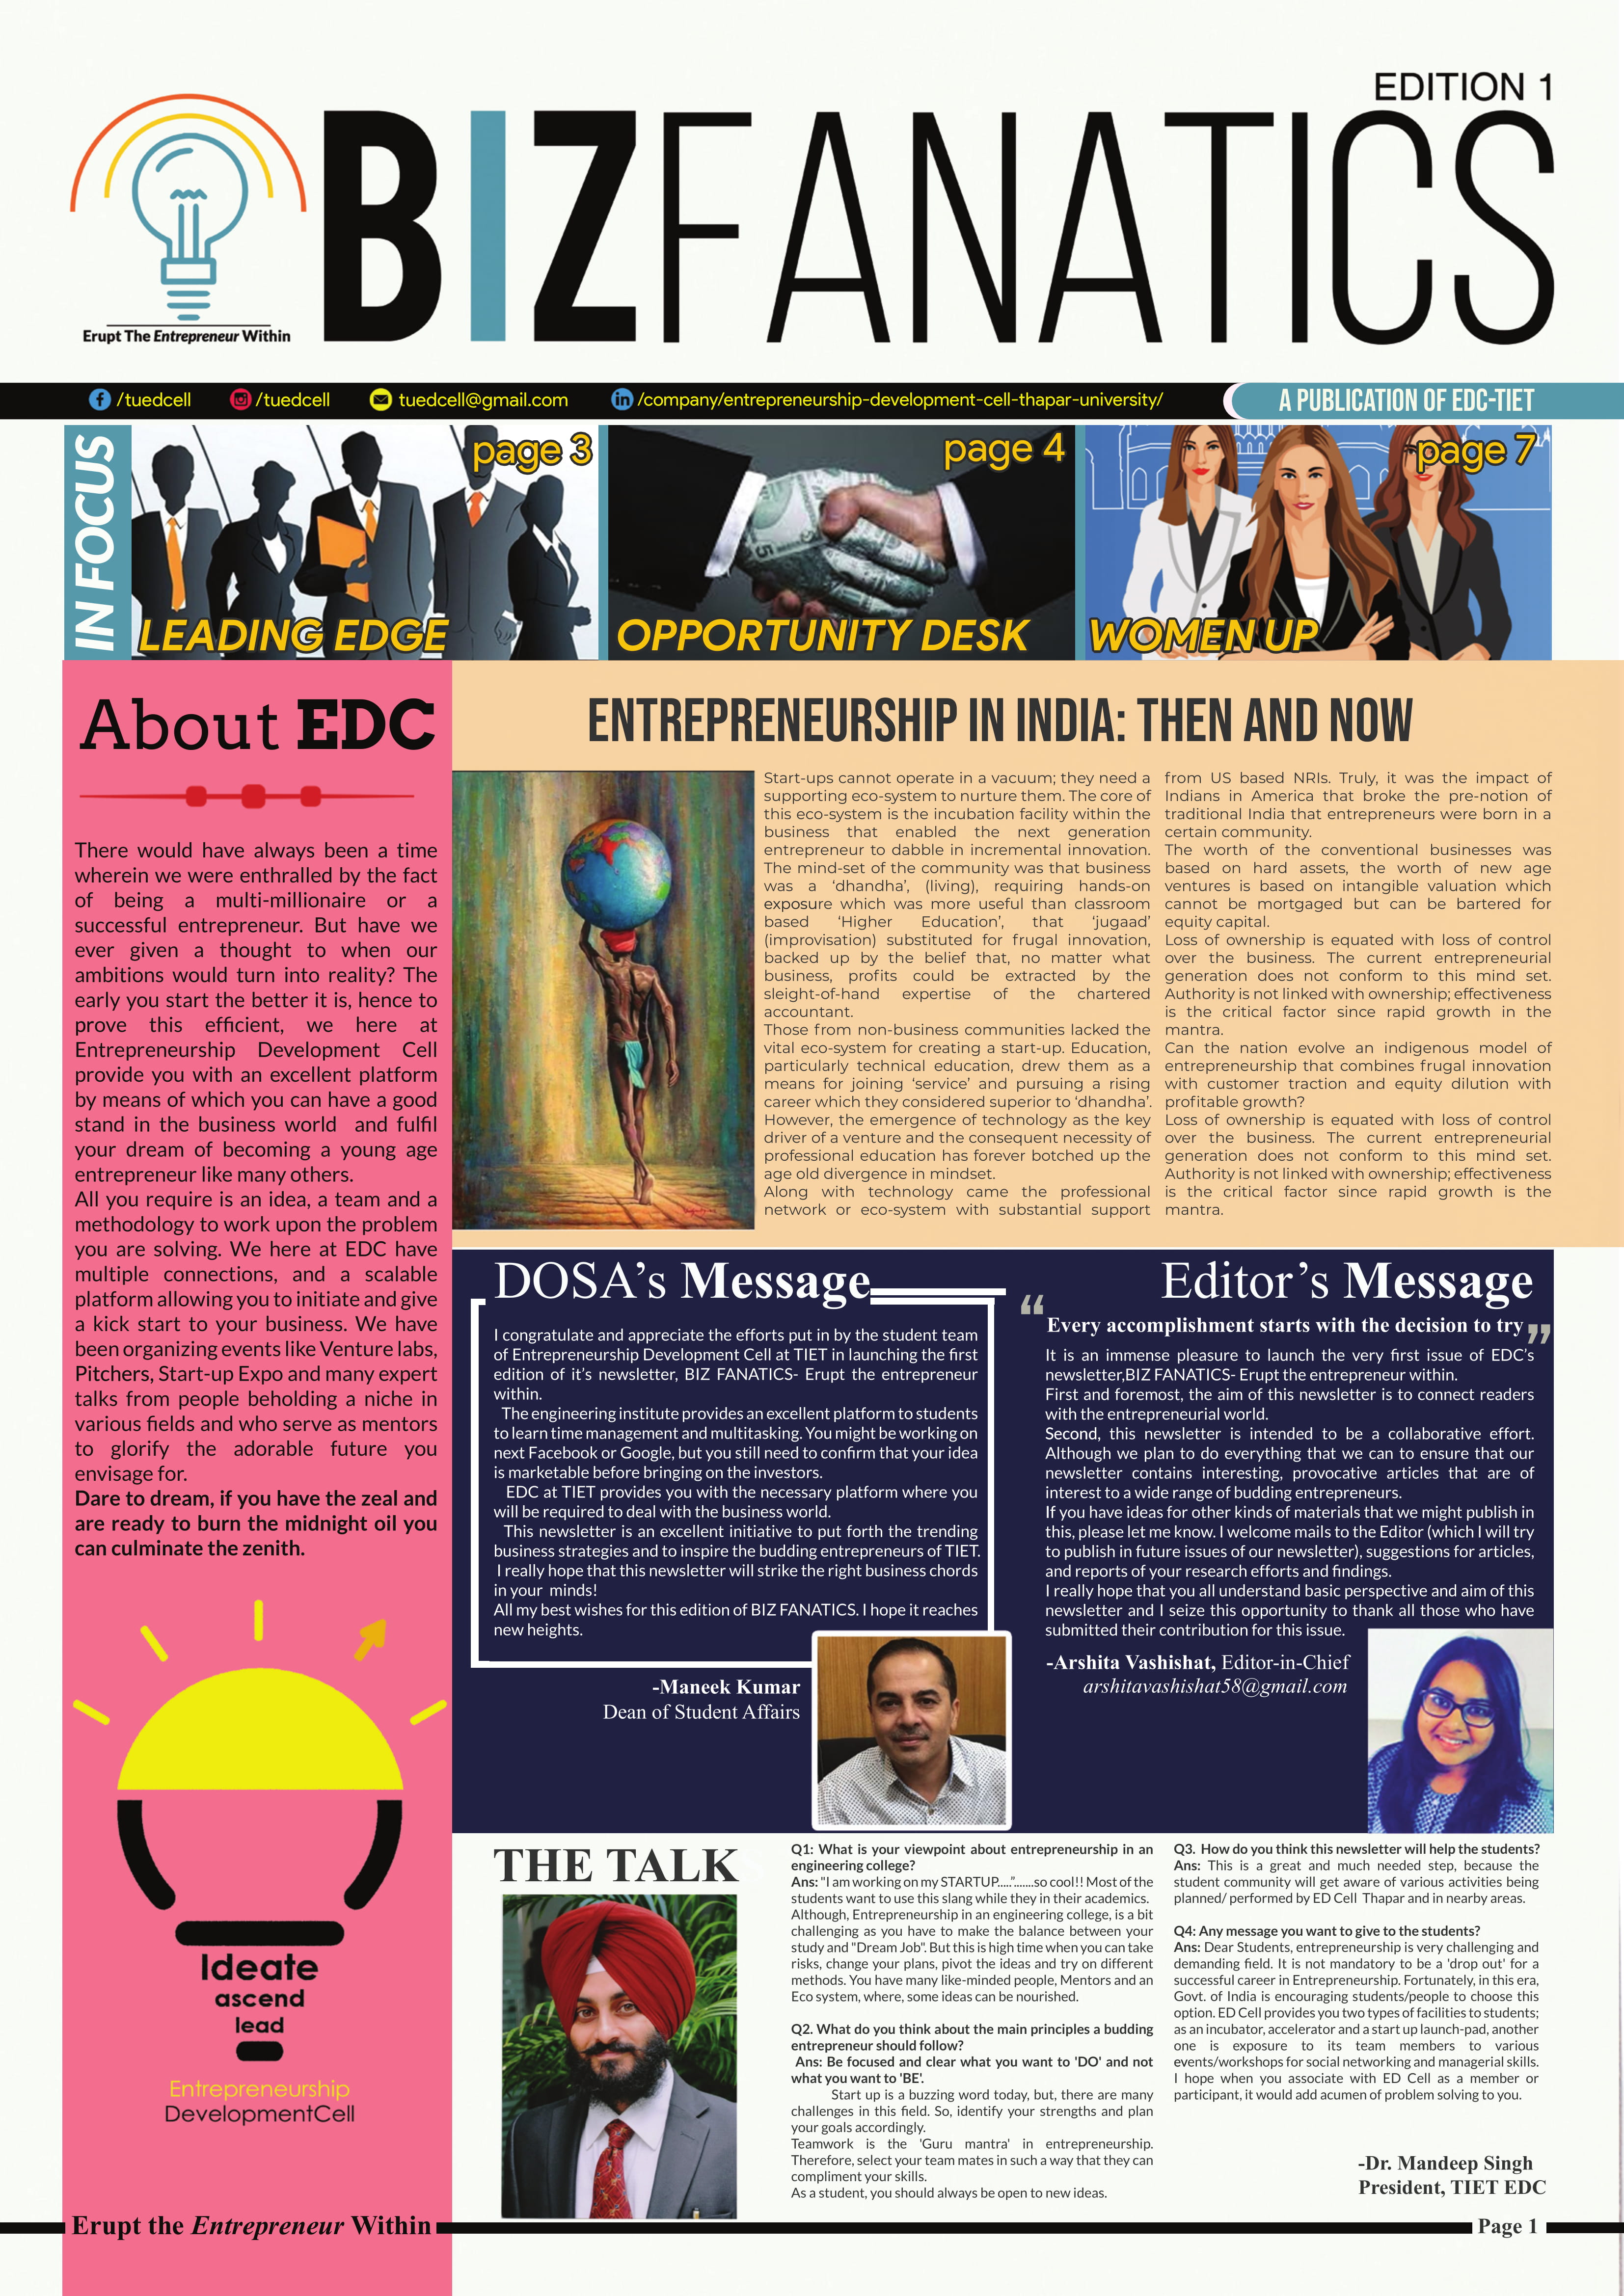 EDITION 1
BIZFANATICS
Erupt The Entrepreneur Within
/tuedcell
/tuedcell
tuedcell@gmail.com
/company/entrepreneurship-development-cell-thapar-university/
A PUBLICATION OF EDC-TIET
IN FOCUS
page 3
LEADING EDGE
page 4
OPPORTUNITY DESK
page 7
WOMEN UP
About EDC
There would have always been a time
wherein we were enthralled by the fact
of being a multi-millionaire or a
successful entrepreneur. But have we
ever given a thought to when our
ambitions would turn into reality? The
early you start the better it is, hence to
prove this efficient, we here at
Entrepreneurship Development Cell
provide you with an excellent platform
by means of which you can have a good
stand in the business world and fulfil
your dream of becoming a young age
entrepreneur like many others.
All you require is an idea, a team and a
methodology to work upon the problem
you are solving. We here at EDC have
multiple connections, and a scalable
platform allowing you to initiate and give
a kick start to your business. We have
been organizing events like Venture labs,
Pitchers, Start-up Expo and many expert
talks from people beholding a niche in
various fields and who serve as mentors
to glorify the adorable future you
envisage for.
Dare to dream, if you have the zeal and
are ready to burn the midnight oil you
can culminate the zenith.
Ideate
ascend
lead
Entrepreneurship
DevelopmentCell
ENTREPRENEURSHIP IN INDIA: THEN AND NOW
Start-ups cannot operate in a vacuum; they need a
supporting eco-system to nurture them. The core of
this eco-system is the incubation facility within the
business that enabled the next generation
entrepreneur to dabble in incremental innovation.
The mind-set of the community was that business
was a ‘dhandha’, (living), requiring hands-on
exposure which was more useful than classroom
based ‘Higher Education’, that ‘jugaad’
(improvisation) substituted for frugal innovation,
backed up by the belief that, no matter what
business, profits could be extracted by the
sleight-of-hand expertise of the chartered
accountant.
Those from non-business communities lacked the
vital eco-system for creating a start-up. Education,
particularly technical education, drew them as a
means for joining ‘service’ and pursuing a rising
career which they considered superior to ‘dhandha’.
However, the emergence of technology as the key
driver of a venture and the consequent necessity of
professional education has forever botched up the
age old divergence in mindset.
Along with technology came the professional
network or eco-system with substantial support
from US based NRIs. Truly, it was the impact of
Indians in America that broke the pre-notion of
traditional India that entrepreneurs were born in a
certain community.
The worth of the conventional businesses was
based on hard assets, the worth of new age
ventures is based on intangible valuation which
cannot be mortgaged but can be bartered for
equity capital.
Loss of ownership is equated with loss of control
over the business. The current entrepreneurial
generation does not conform to this mind set.
Authority is not linked with ownership; effectiveness
is the critical factor since rapid growth in the
mantra.
Can the nation evolve an indigenous model of
entrepreneurship that combines frugal innovation
with customer traction and equity dilution with
profitable growth?
Loss of ownership is equated with loss of control
over the business. The current entrepreneurial
generation does not conform to this mind set.
Authority is not linked with ownership; effectiveness
is the critical factor since rapid growth is the
mantra.
DOSA’s Message
I congratulate and appreciate the efforts put in by the student team
of Entrepreneurship Development Cell at TIET in launching the first
edition of it’s newsletter, BIZ FANATICS- Erupt the entrepreneur
within.
The engineering institute provides an excellent platform to students
to learn time management and multitasking. You might be working on
next Facebook or Google, but you still need to confirm that your idea
is marketable before bringing on the investors.
EDC at TIET provides you with the necessary platform where you
will be required to deal with the business world.
This newsletter is an excellent initiative to put forth the trending
business strategies and to inspire the budding entrepreneurs of TIET.
I really hope that this newsletter will strike the right business chords
in your minds!
All my best wishes for this edition of BIZ FANATICS. I hope it reaches
new heights.
-Maneek Kumar
Dean of Student Affairs
Editor’s Message
“Every accomplishment starts with the decision to try”
It is an immense pleasure to launch the very first issue of EDC’s
newsletter,BIZ FANATICS- Erupt the entrepreneur within.
First and foremost, the aim of this newsletter is to connect readers
with the entrepreneurial world.
Second, this newsletter is intended to be a collaborative effort.
Although we plan to do everything that we can to ensure that our
newsletter contains interesting, provocative articles that are of
interest to a wide range of budding entrepreneurs.
If you have ideas for other kinds of materials that we might publish in
this, please let me know. I welcome mails to the Editor (which I will try
to publish in future issues of our newsletter), suggestions for articles,
and reports of your research efforts and findings.
I really hope that you all understand basic perspective and aim of this
newsletter and I seize this opportunity to thank all those who have
submitted their contribution for this issue.
-Arshita Vashishat, Editor-in-Chief
arshitavashishat58@gmail.com
THE TALK
Q1: What is your viewpoint about entrepreneurship in an
engineering college?
Ans: "I am working on my STARTUP.....".......so cool!! Most of the
students want to use this slang while they in their academics.
Although, Entrepreneurship in an engineering college, is a bit
challenging as you have to make the balance between your
study and "Dream Job". But this is high time when you can take
risks, change your plans, pivot the ideas and try on different
methods. You have many like-minded people, Mentors and an
Eco system, where, some ideas can be nourished.
Q2. What do you think about the main principles a budding
entrepreneur should follow?
Ans: Be focused and clear what you want to 'DO' and not
what you want to 'BE'.
Start up is a buzzing word today, but, there are many
challenges in this field. So, identify your strengths and plan
your goals accordingly.
Teamwork is the 'Guru mantra' in entrepreneurship.
Therefore, select your team mates in such a way that they can
compliment your skills.
As a student, you should always be open to new ideas.
Q3. How do you think this newsletter will help the students?
Ans: This is a great and much needed step, because the
student community will get aware of various activities being
planned/ performed by ED Cell Thapar and in nearby areas.
Q4: Any message you want to give to the students?
Ans: Dear Students, entrepreneurship is very challenging and
demanding field. It is not mandatory to be a 'drop out' for a
successful career in Entrepreneurship. Fortunately, in this era,
Govt. of India is encouraging students/people to choose this
option. ED Cell provides you two types of facilities to students;
as an incubator, accelerator and a start up launch-pad, another
one is exposure to its team members to various
events/workshops for social networking and managerial skills.
I hope when you associate with ED Cell as a member or
participant, it would add acumen of problem solving to you.
-Dr. Mandeep Singh
President, TIET EDC
Erupt the Entrepreneur Within
Page 1